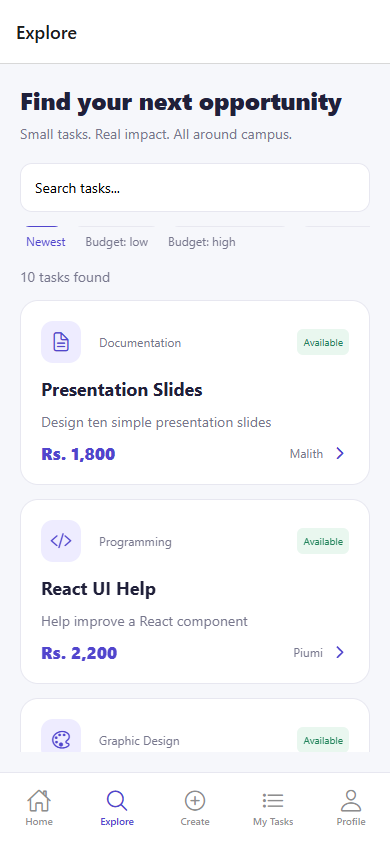 Explore
Find your next opportunity
Small tasks. Real impact. All around campus.
Search tasks...
Newest Budget: low Budget: high
10 tasks found
Documentation Available
Presentation Slides
Design ten simple presentation slides
Rs. 1,800 Malith
Programming Available
React UI Help
Help improve a React component
Rs. 2,200 Piumi
Graphic Design Available
Home Explore Create My Tasks Profile